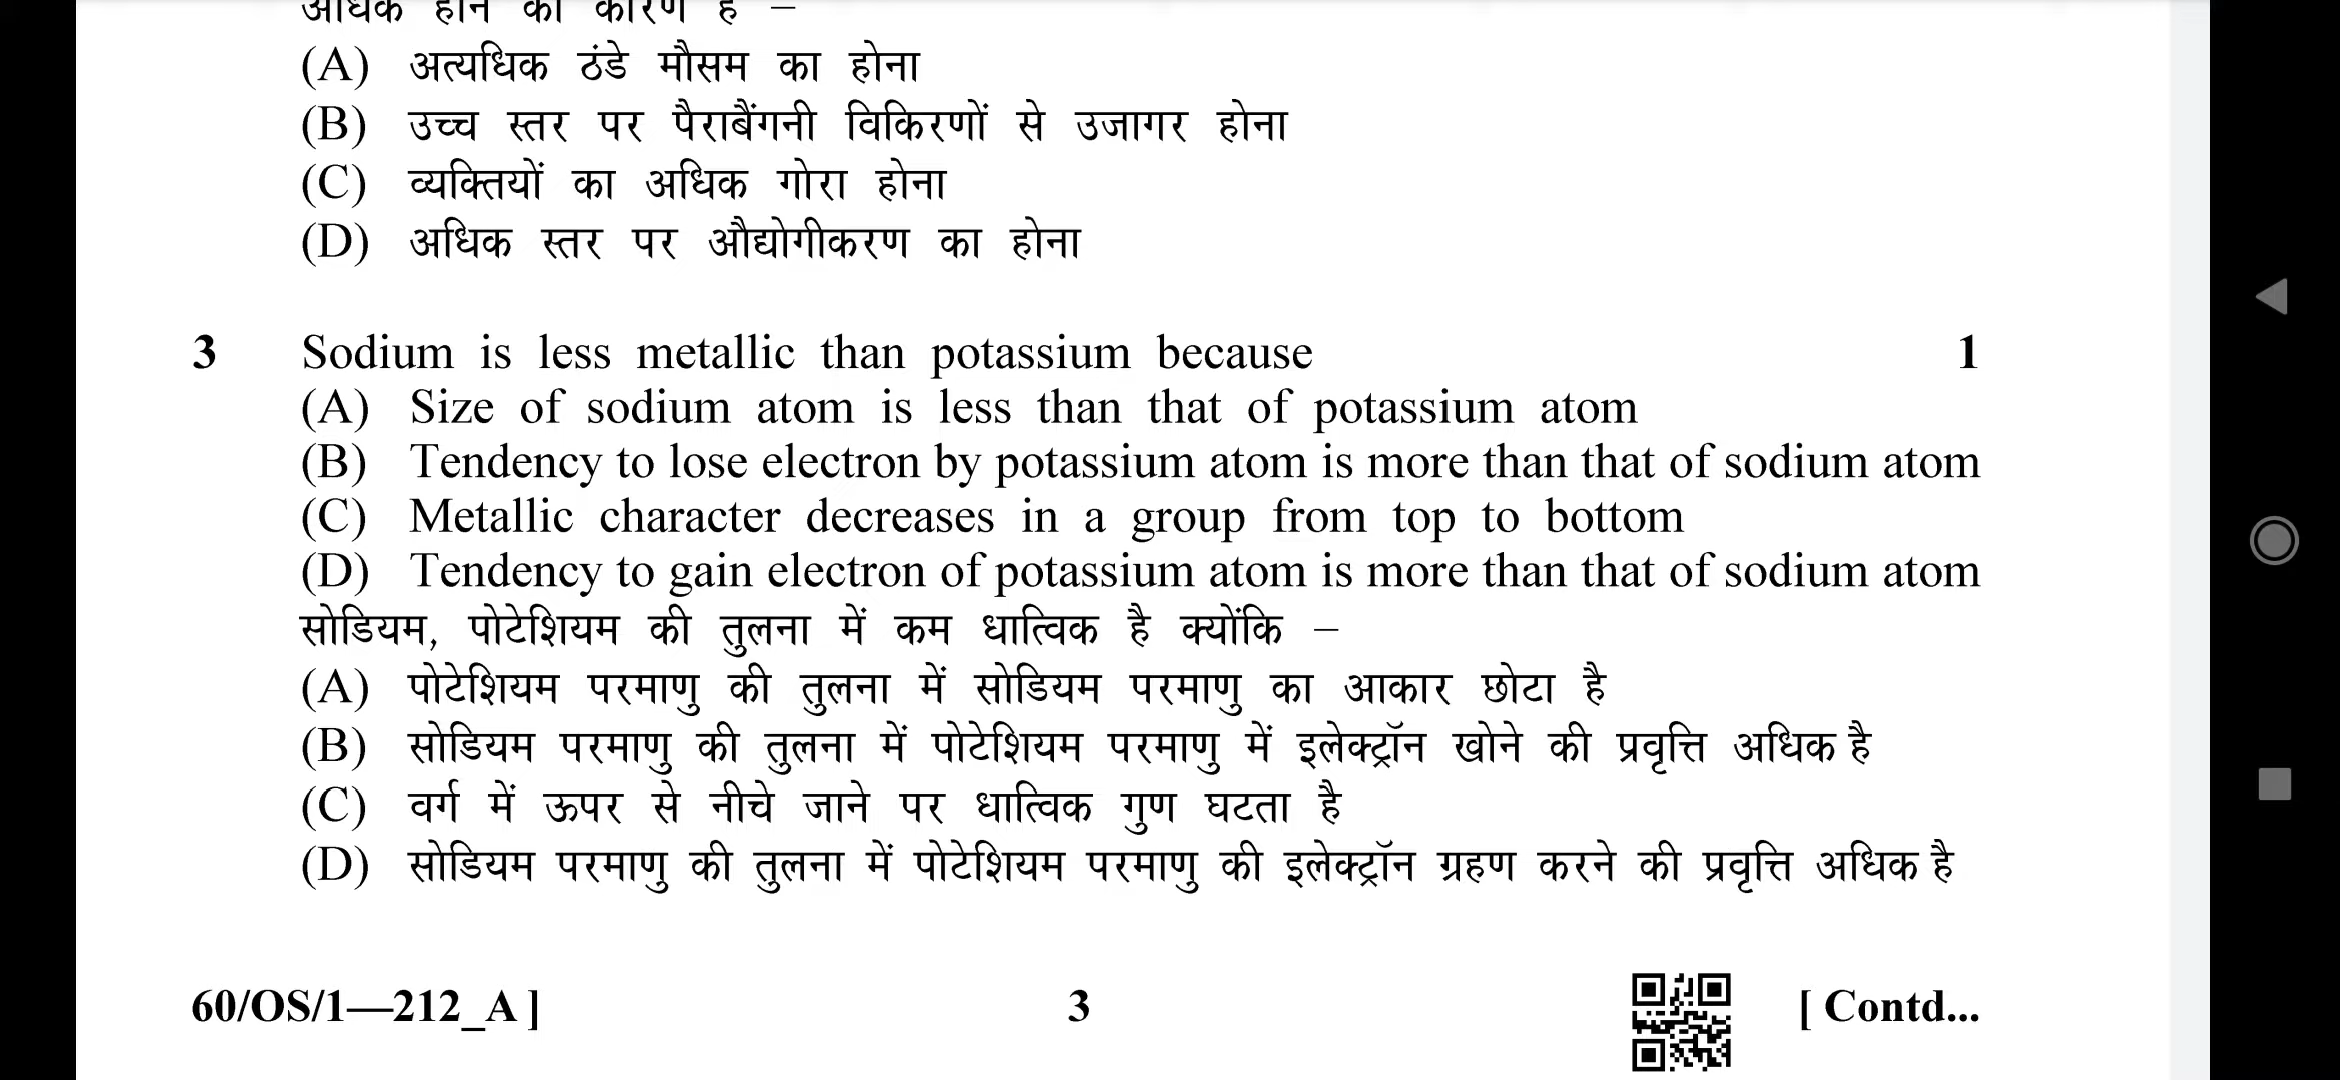 अधिक होने का कारण है –
(A) अत्यधिक ठंडे मौसम का होना
(B) उच्च स्तर पर पैराबैंगनी विकिरणों से उजागर होना
(C) व्यक्तियों का अधिक गोरा होना
(D) अधिक स्तर पर औद्योगीकरण का होना
3 Sodium is less metallic than potassium because 1
(A) Size of sodium atom is less than that of potassium atom
(B) Tendency to lose electron by potassium atom is more than that of sodium atom
(C) Metallic character decreases in a group from top to bottom
(D) Tendency to gain electron of potassium atom is more than that of sodium atom
सोडियम, पोटेशियम की तुलना में कम धात्विक है क्योंकि –
(A) पोटेशियम परमाणु की तुलना में सोडियम परमाणु का आकार छोटा है
(B) सोडियम परमाणु की तुलना में पोटेशियम परमाणु में इलेक्ट्रॉन खोने की प्रवृत्ति अधिक है
(C) वर्ग में ऊपर से नीचे जाने पर धात्विक गुण घटता है
(D) सोडियम परमाणु की तुलना में पोटेशियम परमाणु की इलेक्ट्रॉन ग्रहण करने की प्रवृत्ति अधिक है
60/OS/1—212_A ] 3 [ Contd...